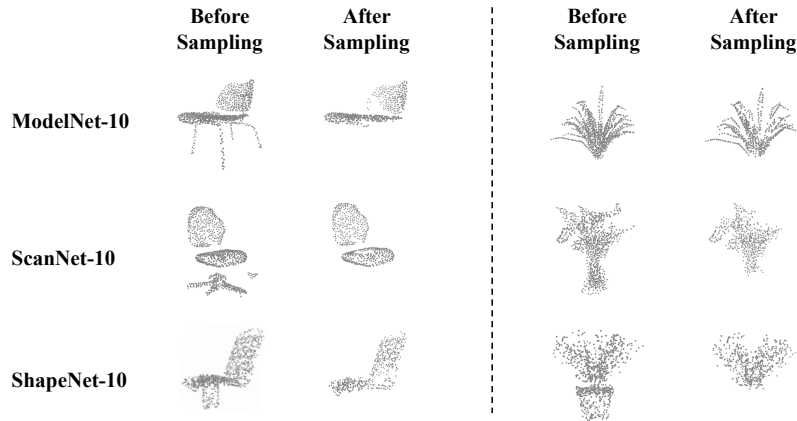 Before After Before After
Sampling Sampling Sampling Sampling
ModelNet-10
ScanNet-10
ShapeNet-10